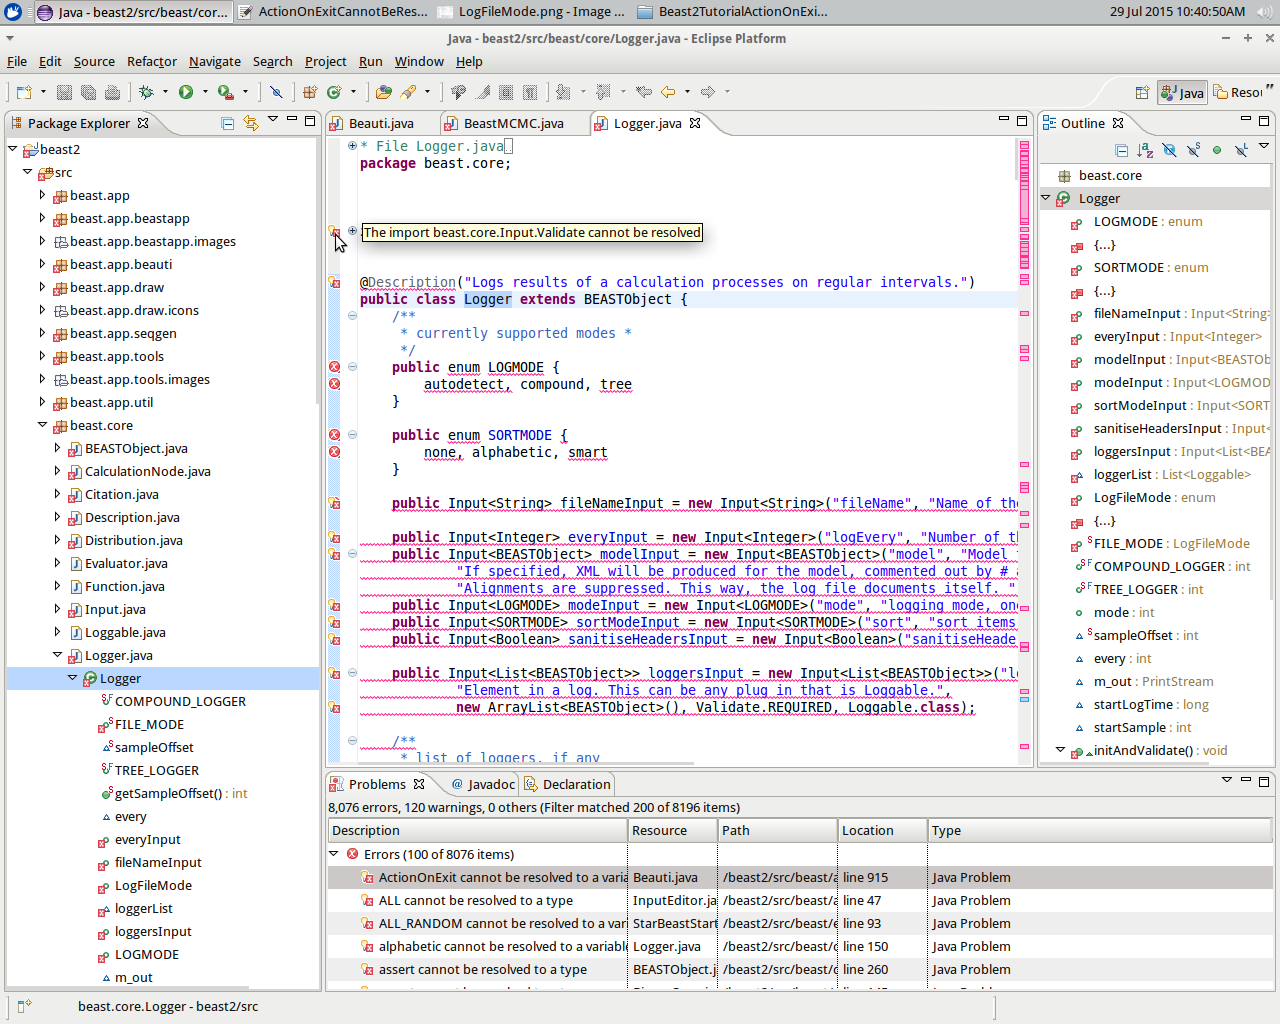 Java - beast2/src/beast/cor...
ActionOnExitCannotBeRes...
LogFileMode.png - Image ...
Beast2TutorialActionOnExi...
29 Jul 2015 10:40:50AM
Java - beast2/src/beast/core/Logger.java - Eclipse Platform
File Edit Source Refactor Navigate Search Project Run Window Help
Java
Package Explorer
beast2
src
beast.app
beast.app.beastapp
beast.app.beastapp.images
beast.app.beauti
beast.app.draw
beast.app.draw.icons
beast.app.seqgen
beast.app.tools
beast.app.tools.images
beast.app.util
beast.core
BEASTObject.java
CalculationNode.java
Citation.java
Description.java
Distribution.java
Evaluator.java
Function.java
Input.java
Loggable.java
Logger.java
Logger
COMPOUND_LOGGER
FILE_MODE
sampleOffset
TREE_LOGGER
getSampleOffset() : int
every
everyInput
fileNameInput
LogFileMode
loggerList
loggersInput
LOGMODE
m_out
Beauti.java
BeastMCMC.java
Logger.java
* File Logger.java
package beast.core;
The import beast.core.Input.Validate cannot be resolved
@Description("Logs results of a calculation processes on regular intervals.")
public class Logger extends BEASTObject {
/**
* currently supported modes *
*/
public enum LOGMODE {
autodetect, compound, tree
}
public enum SORTMODE {
none, alphabetic, smart
}
public Input<String> fileNameInput = new Input<String>("fileName", "Name of the
public Input<Integer> everyInput = new Input<Integer>("logEvery", "Number of th
public Input<BEASTObject> modelInput = new Input<BEASTObject>("model", "Model
"If specified, XML will be produced for the model, commented out by #
"Alignments are suppressed. This way, the log file documents itself. "
public Input<LOGMODE> modeInput = new Input<LOGMODE>("mode", "logging mode, one
public Input<SORTMODE> sortModeInput = new Input<SORTMODE>("sort", "sort items
public Input<Boolean> sanitiseHeadersInput = new Input<Boolean>("sanitiseHeade
public Input<List<BEASTObject>> loggersInput = new Input<List<BEASTObject>>("lo
"Element in a log. This can be any plug in that is Loggable.",
new ArrayList<BEASTObject>(), Validate.REQUIRED, Loggable.class);
/**
* list of loggers, if any
Outline
beast.core
Logger
LOGMODE : enum
{...}
SORTMODE : enum
{...}
fileNameInput : Input<String>
everyInput : Input<Integer>
modelInput : Input<BEASTOb
modeInput : Input<LOGMOD
sortModeInput : Input<SORT
sanitiseHeadersInput : Input<
loggersInput : Input<List<BEA
loggerList : List<Loggable>
LogFileMode : enum
{...}
FILE_MODE : LogFileMode
COMPOUND_LOGGER : int
TREE_LOGGER : int
mode : int
sampleOffset : int
every : int
m_out : PrintStream
startLogTime : long
startSample : int
initAndValidate() : void
Problems
Javadoc
Declaration
8,076 errors, 120 warnings, 0 others (Filter matched 200 of 8196 items)
Description Resource Path Location Type
Errors (100 of 8076 items)
ActionOnExit cannot be resolved to a varia Beauti.java /beast2/src/beast/a line 915 Java Problem
ALL cannot be resolved to a type InputEditor.ja /beast2/src/beast/a line 47 Java Problem
ALL_RANDOM cannot be resolved to a vari StarBeastStart /beast2/src/beast/e line 93 Java Problem
alphabetic cannot be resolved to a variable Logger.java /beast2/src/beast/c line 150 Java Problem
assert cannot be resolved to a type BEASTObject.j /beast2/src/beast/c line 260 Java Problem
beast.core.Logger - beast2/src